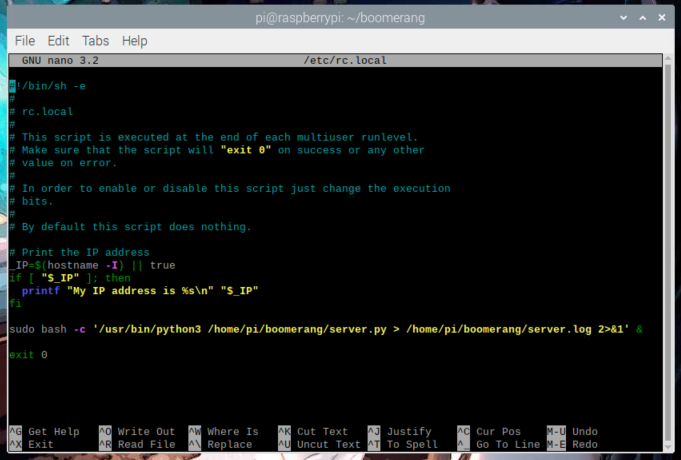 pi@raspberrypi: ~/boomerang
File Edit Tabs Help
GNU nano 3.2 /etc/rc.local
#!/bin/sh -e
#
# rc.local
#
# This script is executed at the end of each multiuser runlevel.
# Make sure that the script will "exit 0" on success or any other
# value on error.
#
# In order to enable or disable this script just change the execution
# bits.
#
# By default this script does nothing.
# Print the IP address
_IP=$(hostname -I) || true
if [ "$_IP" ]; then
  printf "My IP address is %s\n" "$_IP"
fi
sudo bash -c '/usr/bin/python3 /home/pi/boomerang/server.py > /home/pi/boomerang/server.log 2>&1' &
exit 0
^G Get Help ^O Write Out ^W Where Is ^K Cut Text ^J Justify ^C Cur Pos M-U Undo
^X Exit ^R Read File ^\ Replace ^U Uncut Text ^T To Spell ^_ Go To Line M-E Redo